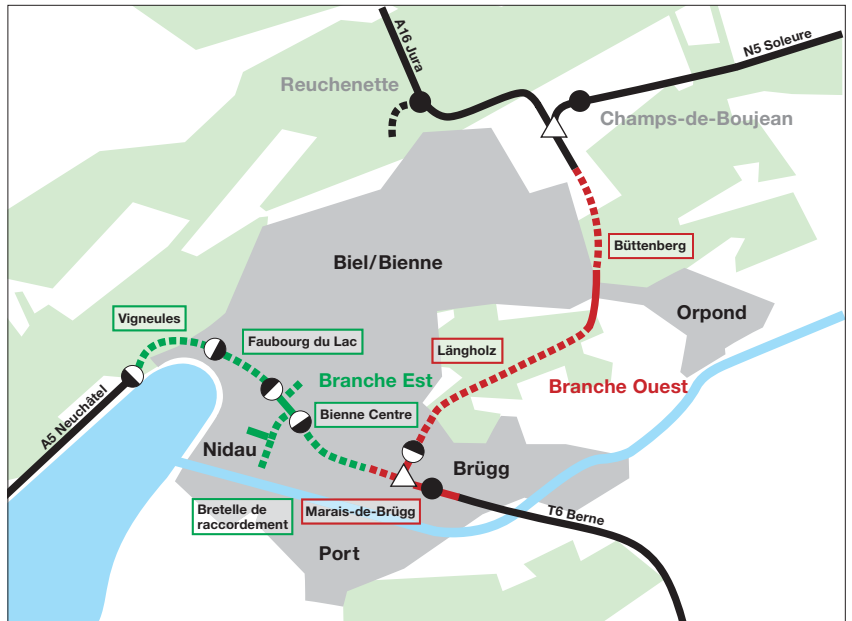 A16 Jura
N5 Soleure
Reuchenette
Champs-de-Boujean
Büttenberg
Biel/Bienne
Orpond
Vigneules
Faubourg du Lac
Längholz
Branche Est
Branche Ouest
A5 Neuchâtel
Bienne Centre
Nidau
Brügg
Bretelle de
raccordement
Marais-de-Brügg
T6 Berne
Port